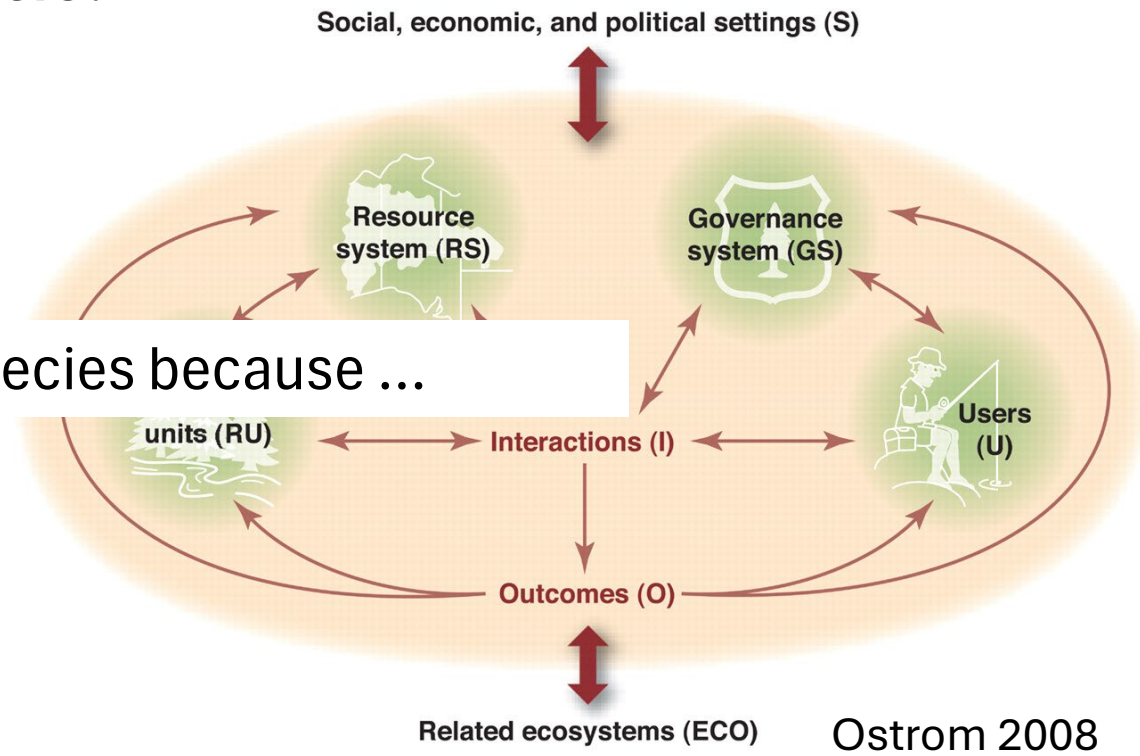 Social, economic, and political settings (S)
Resource
system (RS)
Governance
system (GS)
ecies because ...
Users
(U)
units (RU)
Interactions (I)
Outcomes (O)
Related ecosystems (ECO)
Ostrom 2008